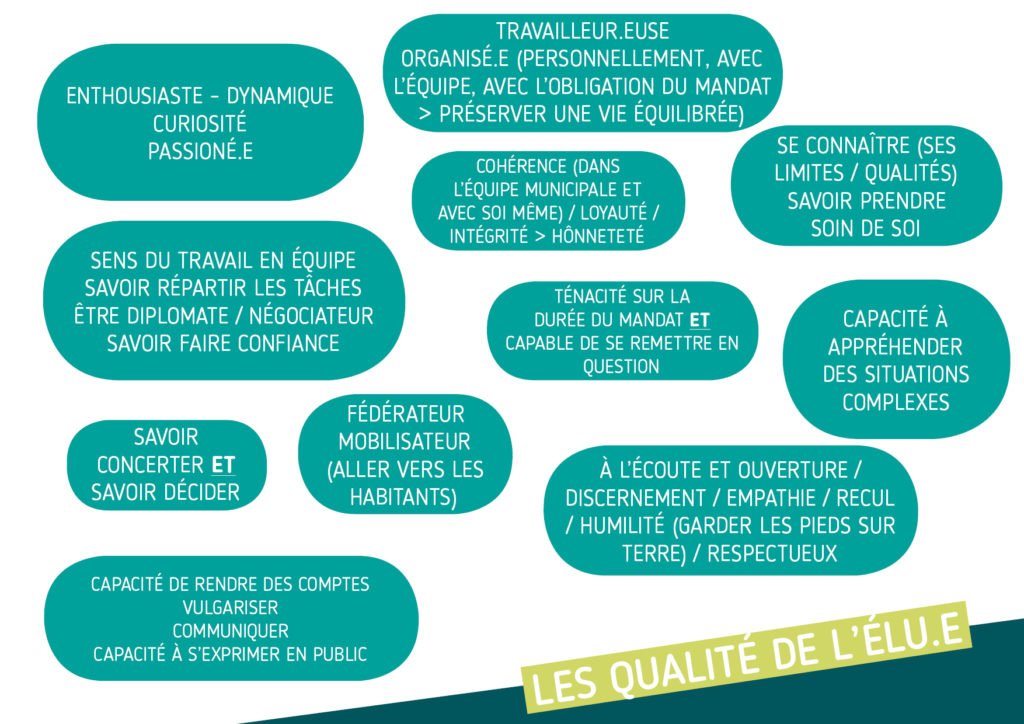 ENTHOUSIASTE - DYNAMIQUE
CURIOSITÉ
PASSIONÉ.E
TRAVAILLEUR.EUSE
ORGANISÉ.E (PERSONNELLEMENT, AVEC
L'ÉQUIPE, AVEC L'OBLIGATION DU MANDAT
> PRÉSERVER UNE VIE ÉQUILIBRÉE)
COHÉRENCE (DANS
L'ÉQUIPE MUNICIPALE ET
AVEC SOI MÊME) / LOYAUTÉ /
INTÉGRITÉ > HÔNNETETÉ
SE CONNAÎTRE (SES
LIMITES / QUALITÉS)
SAVOIR PRENDRE
SOIN DE SOI
SENS DU TRAVAIL EN ÉQUIPE
SAVOIR RÉPARTIR LES TÂCHES
ÊTRE DIPLOMATE / NÉGOCIATEUR
SAVOIR FAIRE CONFIANCE
TÉNACITÉ SUR LA
DURÉE DU MANDAT ET
CAPABLE DE SE REMETTRE EN
QUESTION
CAPACITÉ À
APPRÉHENDER
DES SITUATIONS
COMPLEXES
SAVOIR
CONCERTER ET
SAVOIR DÉCIDER
FÉDÉRATEUR
MOBILISATEUR
(ALLER VERS LES
HABITANTS)
À L'ÉCOUTE ET OUVERTURE /
DISCERNEMENT / EMPATHIE / RECUL
/ HUMILITÉ (GARDER LES PIEDS SUR
TERRE) / RESPECTUEUX
CAPACITÉ DE RENDRE DES COMPTES
VULGARISER
COMMUNIQUER
CAPACITÉ À S'EXPRIMER EN PUBLIC
LES QUALITÉ DE L'ÉLU.E